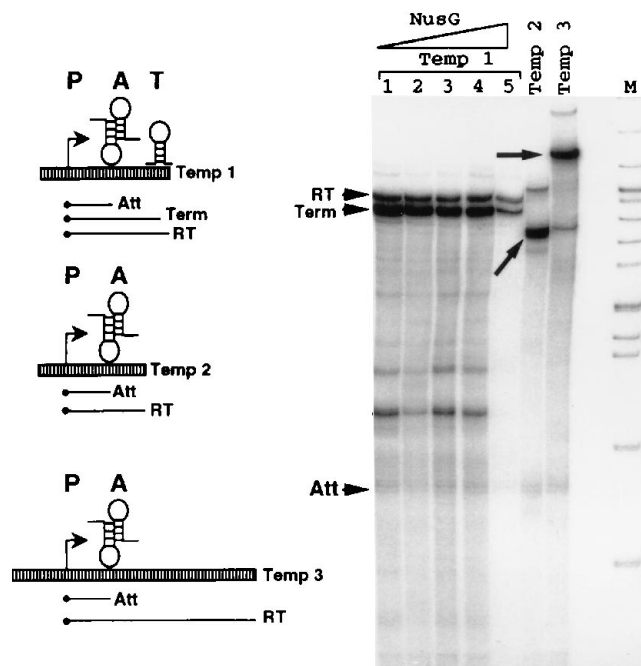 P A T
Temp 1
Att
Term
RT
P A
Temp 2
Att
RT
P A
Temp 3
Att
RT
NusG
Temp 1
1 2 3 4 5 Temp 2 Temp 3 M
RT
Term
Att